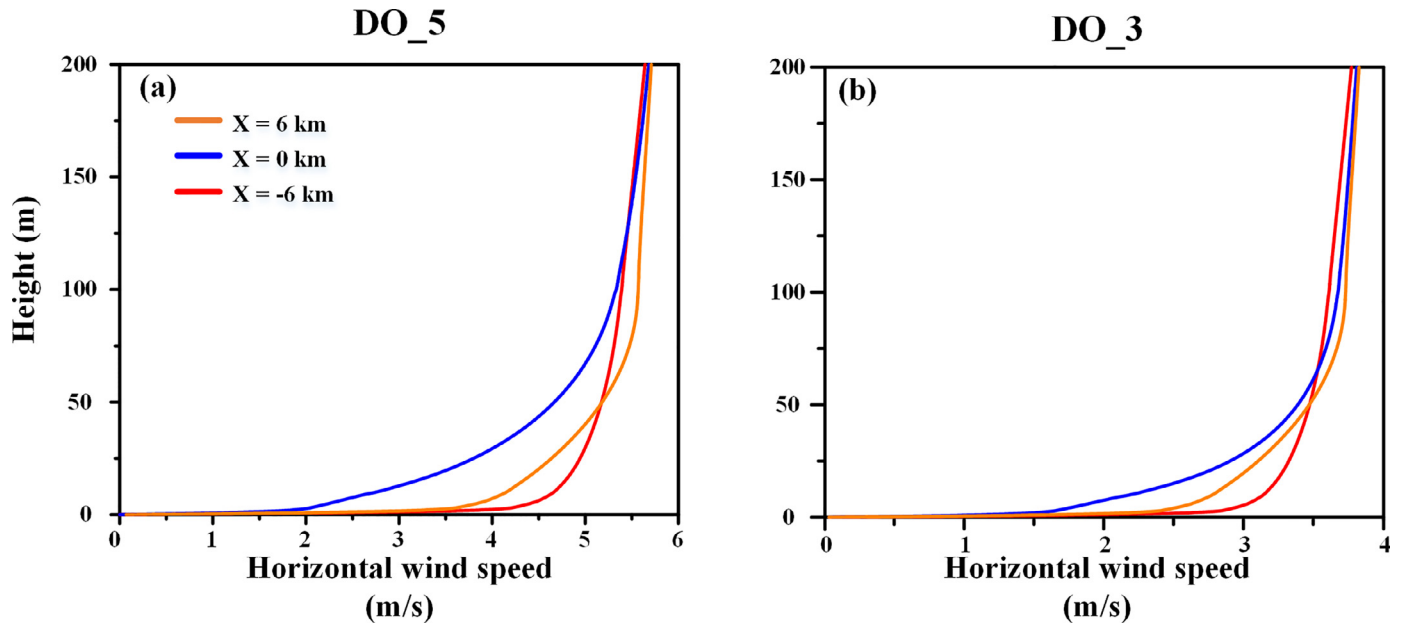 DO_5
(a)
X = 6 km
X = 0 km
X = -6 km
Height (m)
200
150
100
50
0
0 1 2 3 4 5 6
Horizontal wind speed
(m/s)
DO_3
(b)
200
150
100
50
0
0 1 2 3 4
Horizontal wind speed
(m/s)